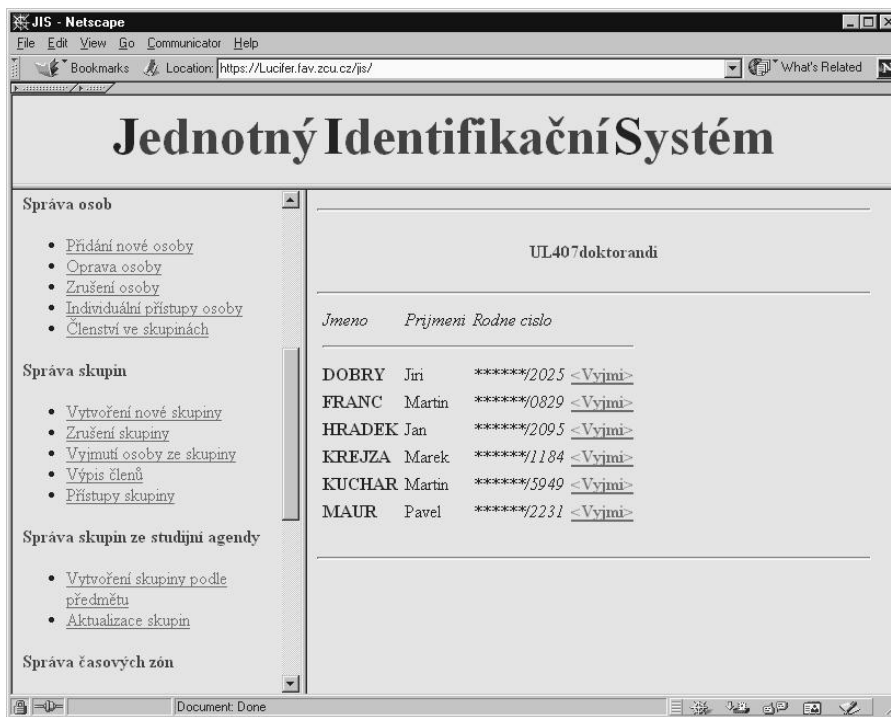 JIS - Netscape
File Edit View Go Communicator Help
Bookmarks Location: https://Lucifer.fav.zcu.cz/jis/ What's Related N
Jednotný Identifikační Systém
Správa osob
Přidání nové osoby
Oprava osoby
Zrušení osoby
Individuální přístupy osoby
Členství ve skupinách
Správa skupin
Vytvoření nové skupiny
Zrušení skupiny
Vyjmutí osoby ze skupiny
Výpis členů
Přístupy skupiny
Správa skupin ze studijní agendy
Vytvoření skupiny podle
předmětu
Aktualizace skupin
Správa časových zón
UL407doktorandi
Jmeno Prijmeni Rodne cislo
DOBRY Jiri ******/2025 <Vyjmi>
FRANC Martin ******/0829 <Vyjmi>
HRADEK Jan ******/2095 <Vyjmi>
KREJZA Marek ******/1184 <Vyjmi>
KUCHAR Martin ******/5949 <Vyjmi>
MAUR Pavel ******/2231 <Vyjmi>
Document: Done